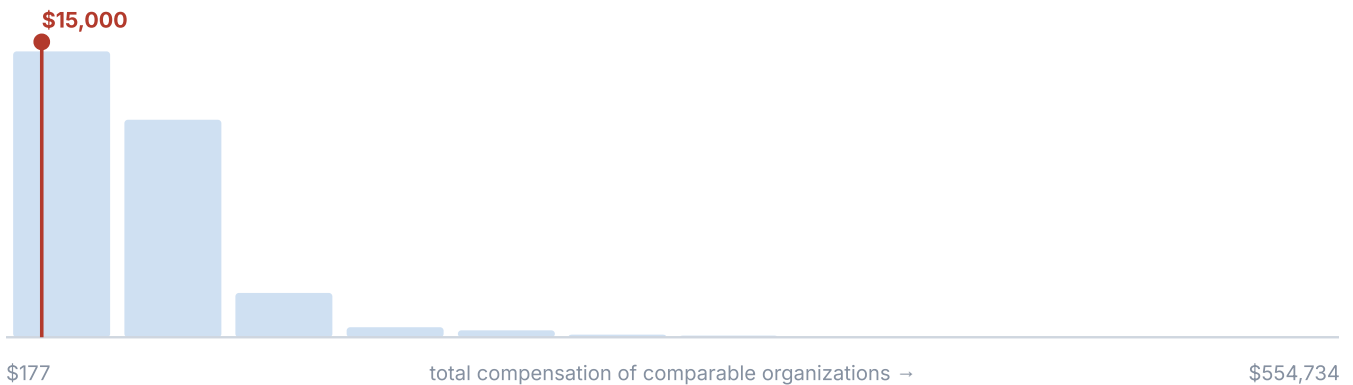 $15,000
$177 total compensation of comparable organizations → $554,734